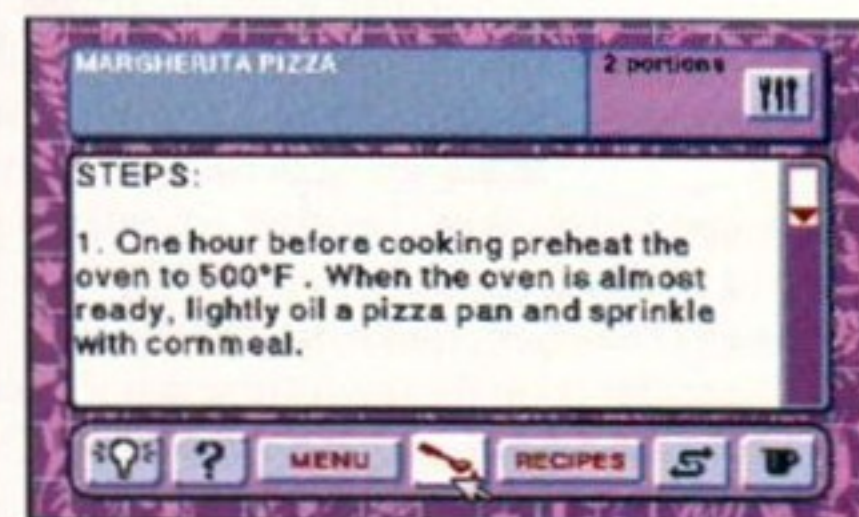 MARGHERITA PIZZA
2 portions
STEPS:
1. One hour before cooking preheat the
oven to 500°F . When the oven is almost
ready, lightly oil a pizza pan and sprinkle
with cornmeal.
?
MENU
RECIPES